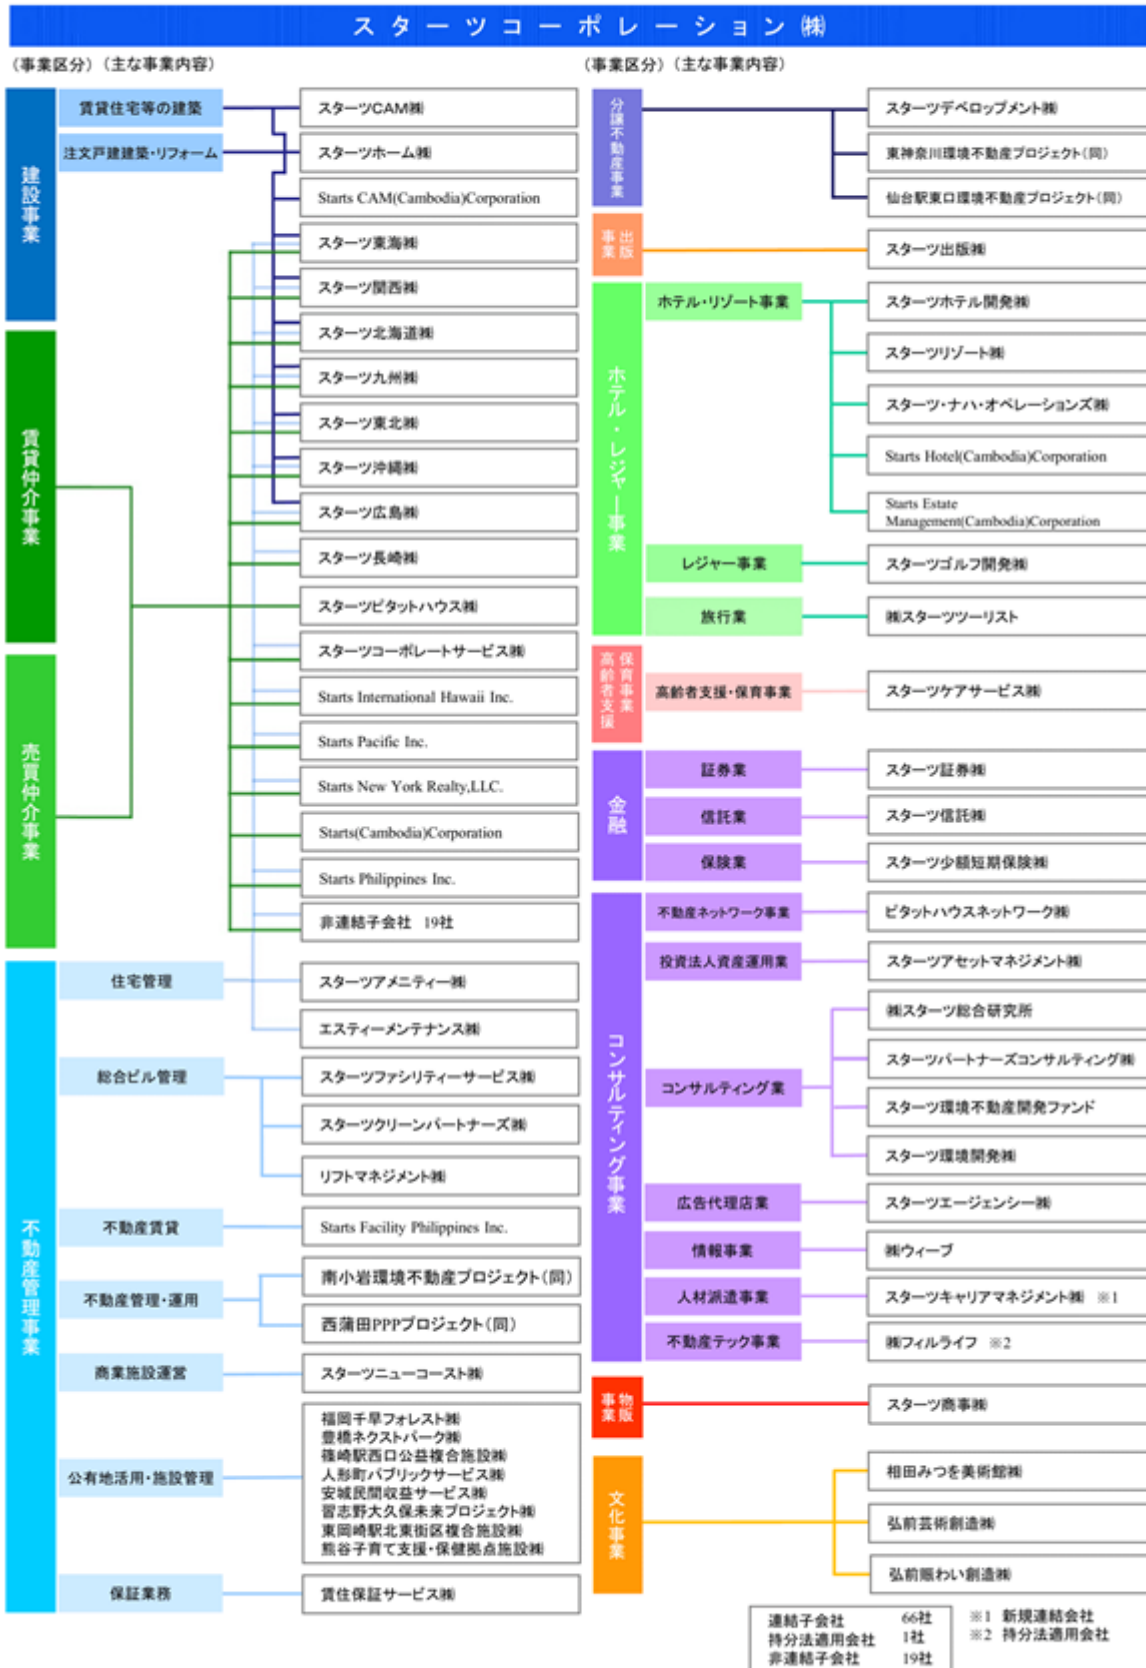 スターツコーポレーション㈱
(事業区分) (主な事業内容)
建設事業
賃貸住宅等の建築
注文戸建建築・リフォーム
スターツCAM㈱
スターツホーム㈱
Starts CAM(Cambodia)Corporation
スターツ東海㈱
スターツ関西㈱
スターツ北海道㈱
スターツ九州㈱
スターツ東北㈱
スターツ沖縄㈱
スターツ広島㈱
スターツ長崎㈱
賃貸仲介事業
売買仲介事業
スターツピタットハウス㈱
スターツコーポレートサービス㈱
Starts International Hawaii Inc.
Starts Pacific Inc.
Starts New York Realty,LLC.
Starts(Cambodia)Corporation
Starts Philippines Inc.
非連結子会社 19社
不動産管理事業
住宅管理
スターツアメニティー㈱
エスティーメンテナンス㈱
総合ビル管理
スターツファシリティーサービス㈱
スターツクリーンパートナーズ㈱
リフトマネジメント㈱
不動産賃貸
Starts Facility Philippines Inc.
不動産管理・運用
南小岩環境不動産プロジェクト(同)
西蒲田PPPプロジェクト(同)
商業施設運営
スターツニューコースト㈱
公有地活用・施設管理
福岡千早フォレスト㈱
豊橋ネクストパーク㈱
篠崎駅西口公益複合施設㈱
人形町パブリックサービス㈱
安城民間収益サービス㈱
習志野大久保未来プロジェクト㈱
東岡崎駅北東街区複合施設㈱
熊谷子育て支援・保健拠点施設㈱
保証業務
賃住保証サービス㈱
(事業区分) (主な事業内容)
分譲不動産事業
スターツデベロップメント㈱
東神奈川環境不動産プロジェクト(同)
仙台駅東口環境不動産プロジェクト(同)
出版
事業
スターツ出版㈱
ホテル・レジャー事業
ホテル・リゾート事業
スターツホテル開発㈱
スターツリゾート㈱
スターツ・ナハ・オペレーションズ㈱
Starts Hotel(Cambodia)Corporation
Starts Estate
Management(Cambodia)Corporation
レジャー事業
スターツゴルフ開発㈱
旅行業
㈱スターツツーリスト
保育事業
高齢者支援
高齢者支援・保育事業
スターツケアサービス㈱
金融
証券業
スターツ証券㈱
信託業
スターツ信託㈱
保険業
スターツ少額短期保険㈱
コンサルティング事業
不動産ネットワーク事業
ピタットハウスネットワーク㈱
投資法人資産運用業
スターツアセットマネジメント㈱
コンサルティング業
㈱スターツ総合研究所
スターツパートナーズコンサルティング㈱
スターツ環境不動産開発ファンド
スターツ環境開発㈱
広告代理店業
スターツエージェンシー㈱
情報事業
㈱ウィーブ
人材派遣事業
スターツキャリアマネジメント㈱ ※1
不動産テック事業
㈱フィルライフ ※2
物販
事業
スターツ商事㈱
文化事業
相田みつを美術館㈱
弘前芸術創造㈱
弘前賑わい創造㈱
連結子会社 66社
持分法適用会社 1社
非連結子会社 19社
※1 新規連結会社
※2 持分法適用会社